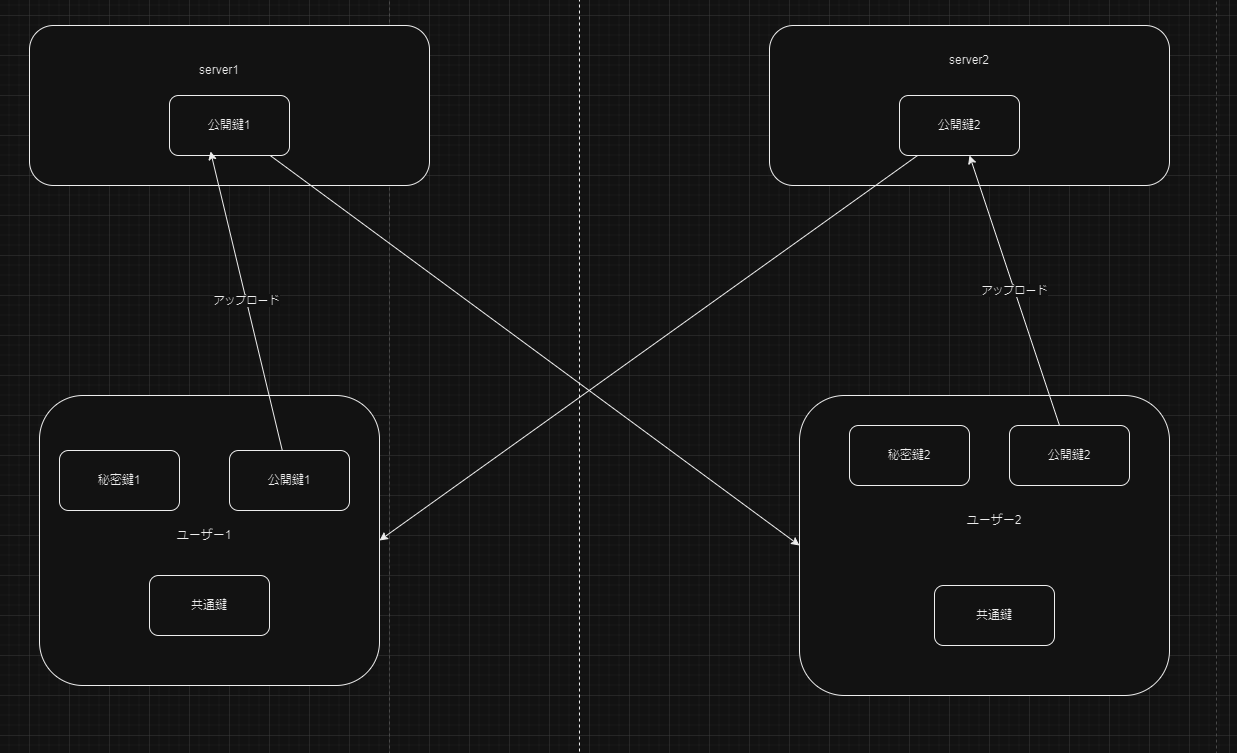 server1
公開鍵1
server2
公開鍵2
アップロード
アップロード
秘密鍵1
公開鍵1
ユーザー1
共通鍵
秘密鍵2
公開鍵2
ユーザー2
共通鍵